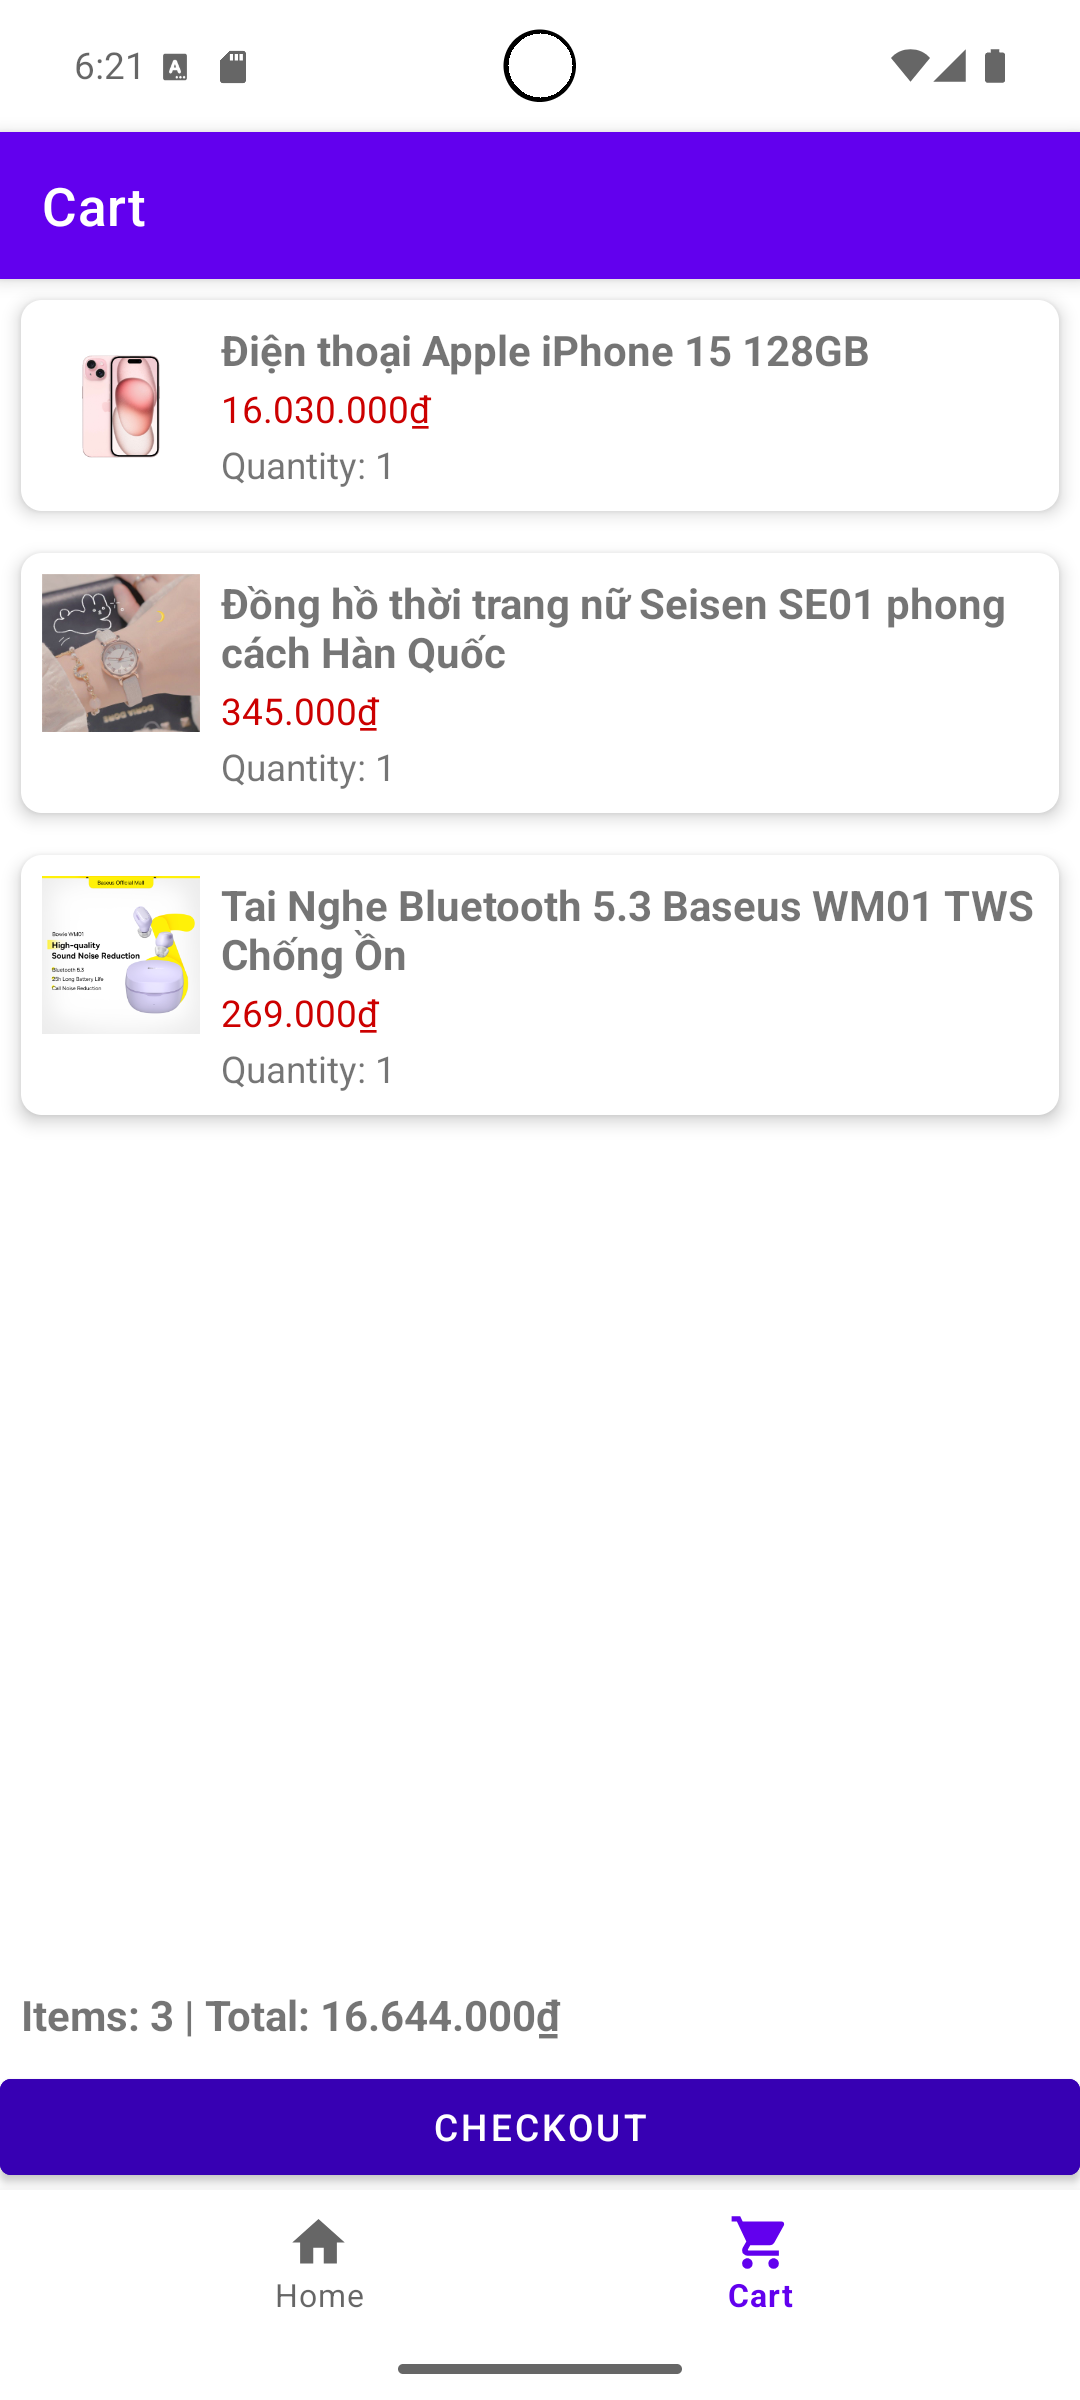 6:21
Cart
Điện thoại Apple iPhone 15 128GB
16.030.000₫
Quantity: 1
Đồng hồ thời trang nữ Seisen SE01 phong
cách Hàn Quốc
345.000₫
Quantity: 1
Baseus Official Mall
Bowie WM01
High-quality
Sound Noise Reduction
Bluetooth 5.3
25h Long Battery Life
Call Noise Reduction
Tai Nghe Bluetooth 5.3 Baseus WM01 TWS
Chống Ồn
269.000₫
Quantity: 1
Items: 3 | Total: 16.644.000₫
CHECKOUT
Home
Cart